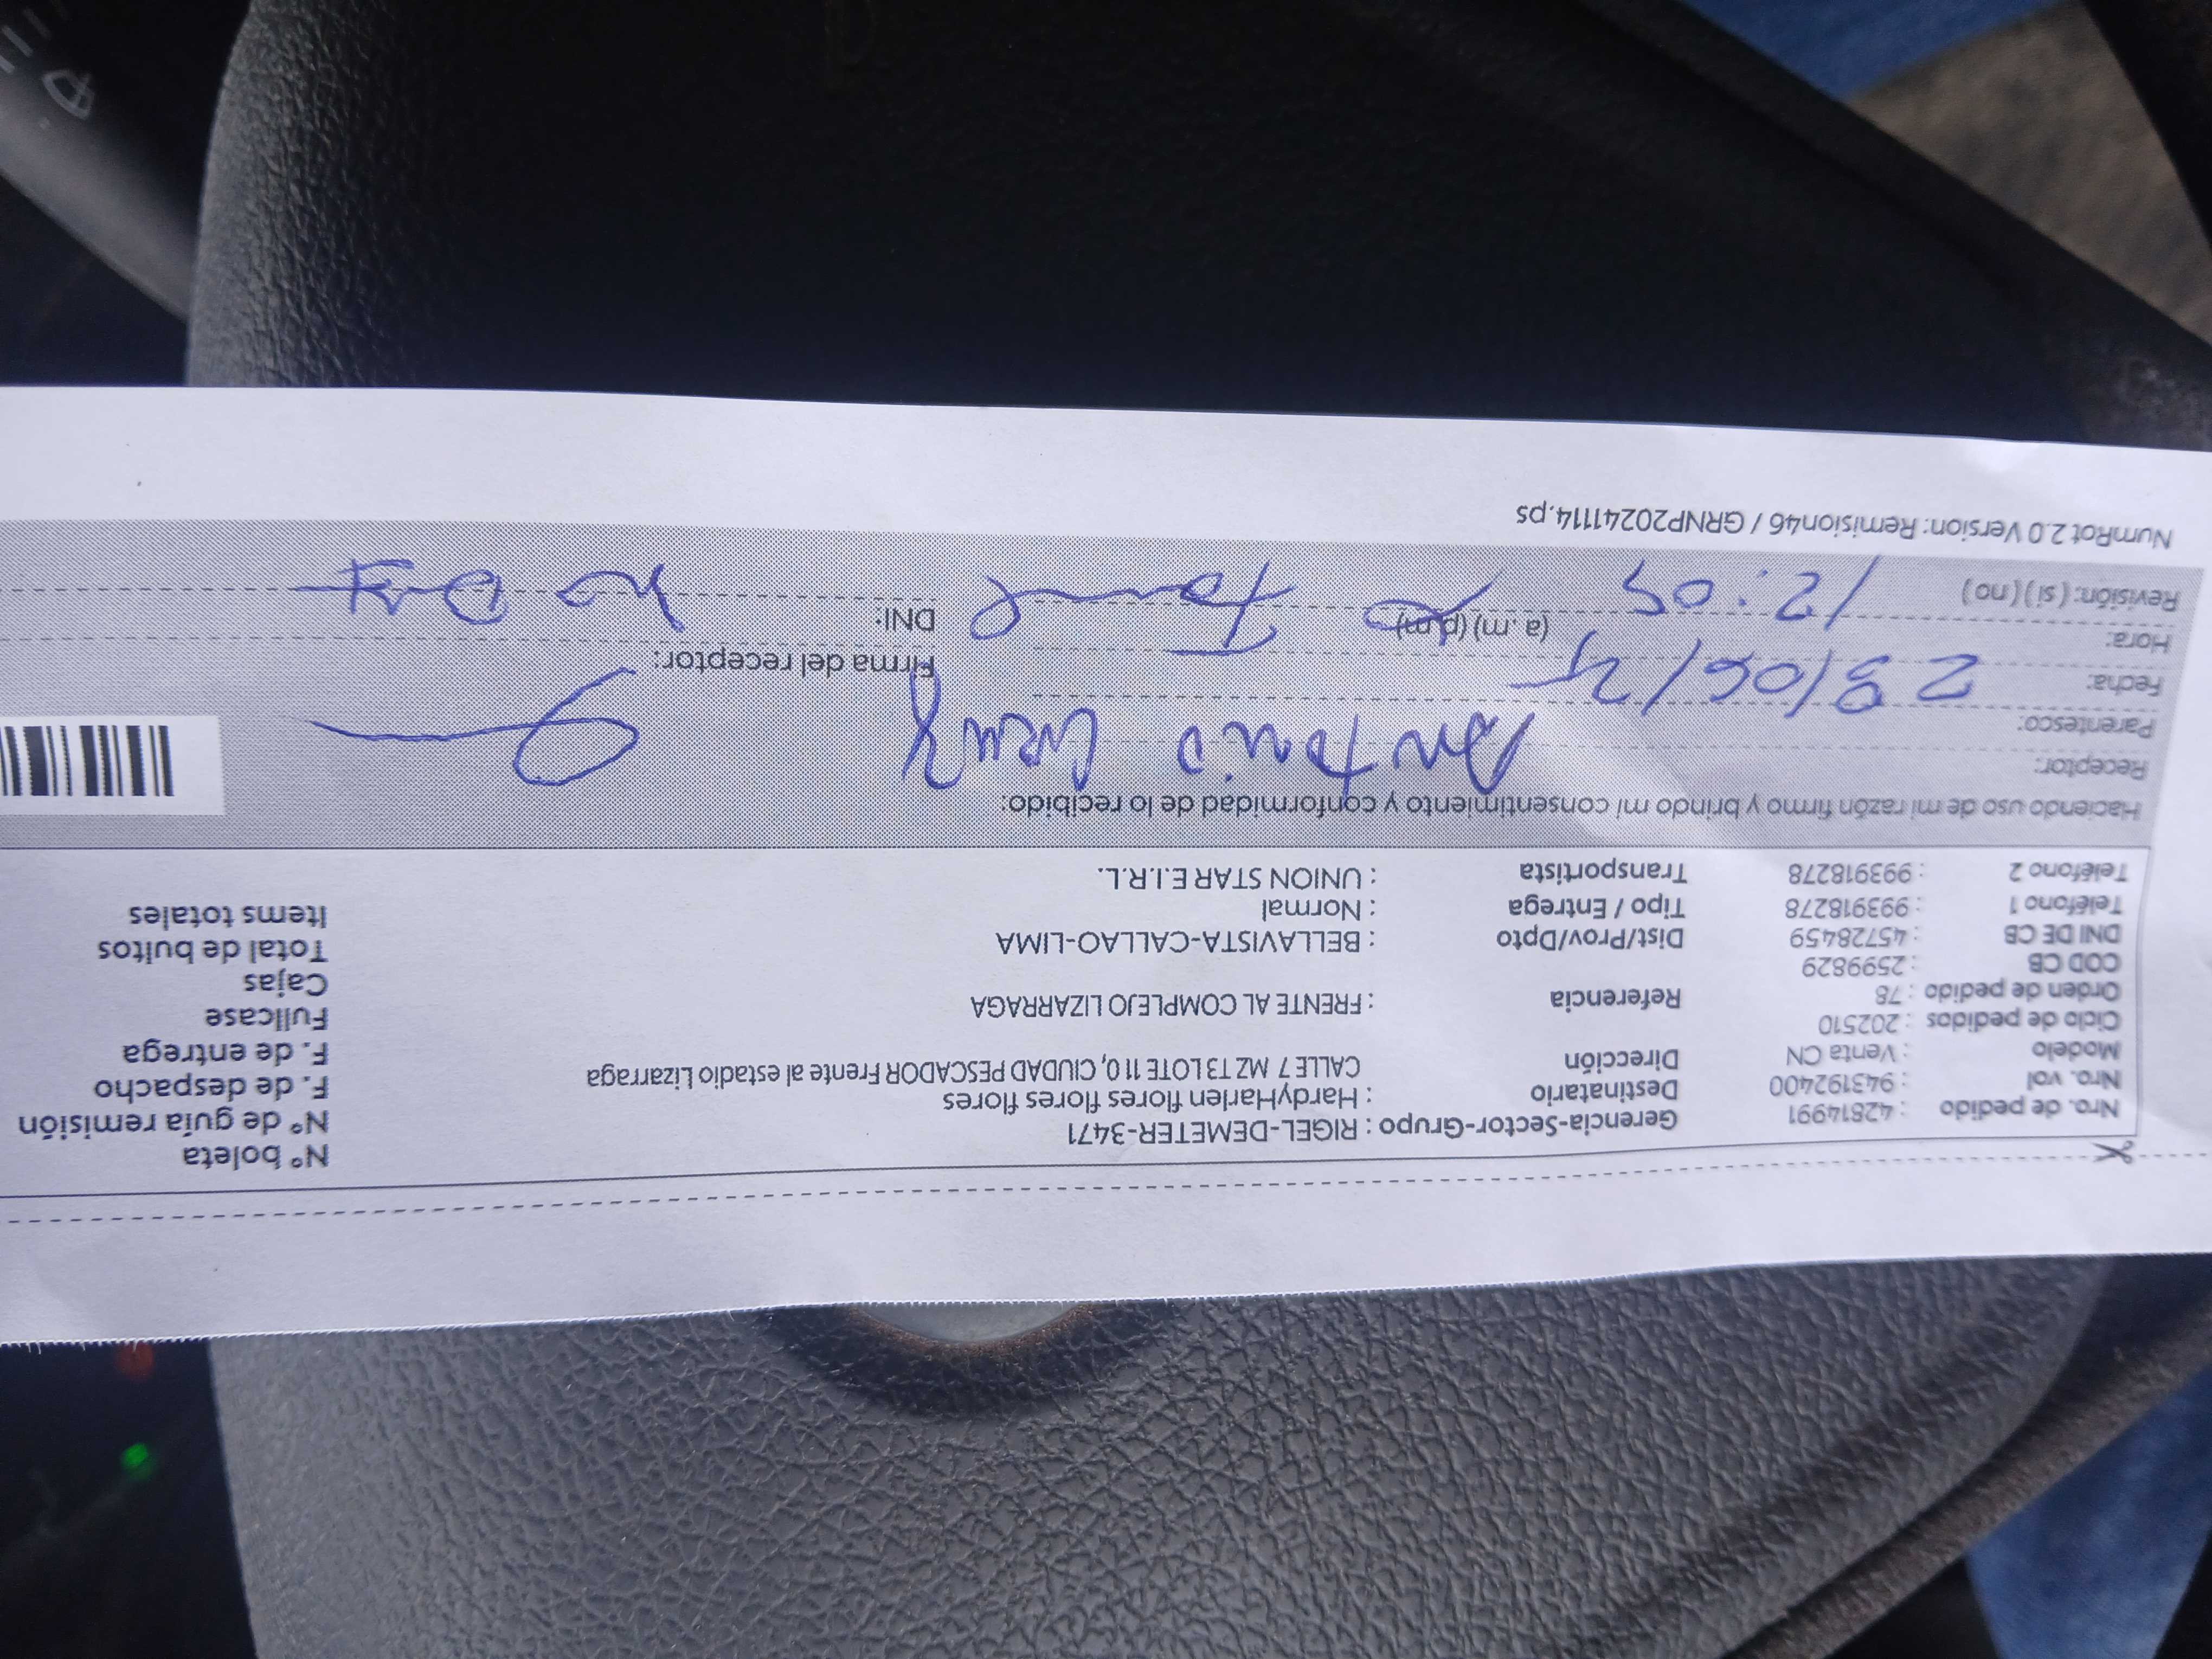 Nro. de pedido : 42814991 Gerencia-Sector-Grupo : RIGEL-DEMETER-3471 N° boleta
Nro. vol : 943192400 Destinatario : HardyHarlen flores flores flores N° de guía remisión
Modelo : Venta CN Dirección CALLE 7 MZ T3 LOTE 11 0, CIUDAD PESCADOR Frente al estadio Lizarraga F. de despacho
Ciclo de pedidos : 202510 F. de entrega
Orden de pedido : 78 Referencia : FRENTE AL COMPLEJO LIZARRAGA Fullcase
COD CB : 2599829 Cajas
DNI DE CB : 45728459 Dist/Prov/Dpto : BELLAVISTA-CALLAO-LIMA Total de bultos
Teléfono 1 : 993918278 Tipo / Entrega : Normal Items totales
Teléfono 2 : 993918278 Transportista : UNION STAR E.I.R.L.
Haciendo uso de mi razón firmo y brindo mi consentimiento y conformidad de lo recibido:
Receptor: Antonio
Parentesco:
Fecha: 23/06/25 Firma del receptor:
Hora: 12:05 (a. m) (p.m) DNI: no
Revisión: ( si ) ( no )
NumRot 2.0 Version: Remision46 / GRNP20241114.ps